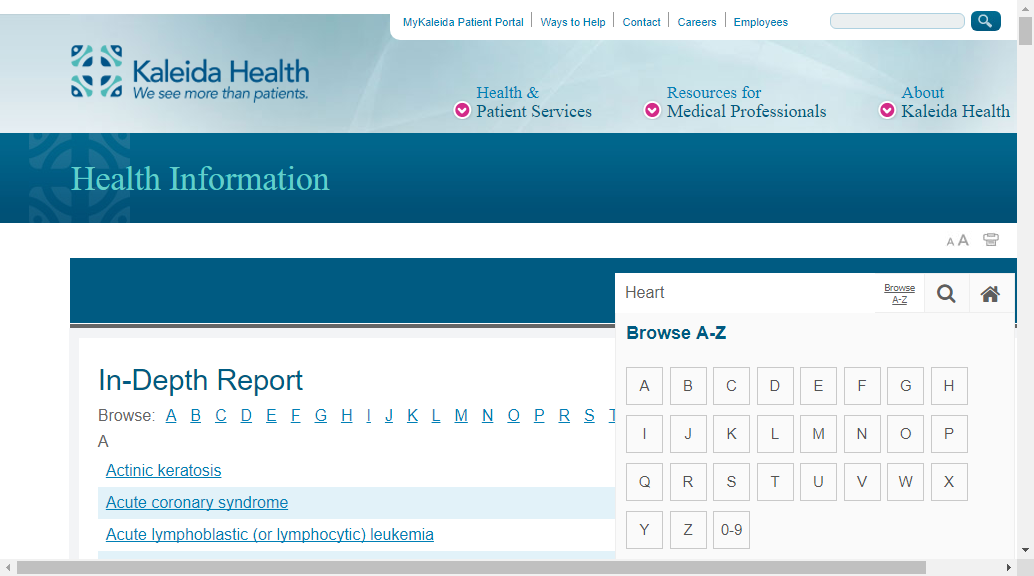 MyKaleida Patient Portal Ways to Help Contact Careers Employees
Kaleida Health
We see more than patients.
Health &
Patient Services
Resources for
Medical Professionals
About
Kaleida Health
Health Information
A A
Heart
Browse
A-Z
Browse A-Z
A B C D E F G H
I J K L M N O P
Q R S T U V W X
Y Z 0-9
In-Depth Report
Browse: A B C D E F G H I J K L M N O P R S T
A
Actinic keratosis
Acute coronary syndrome
Acute lymphoblastic (or lymphocytic) leukemia